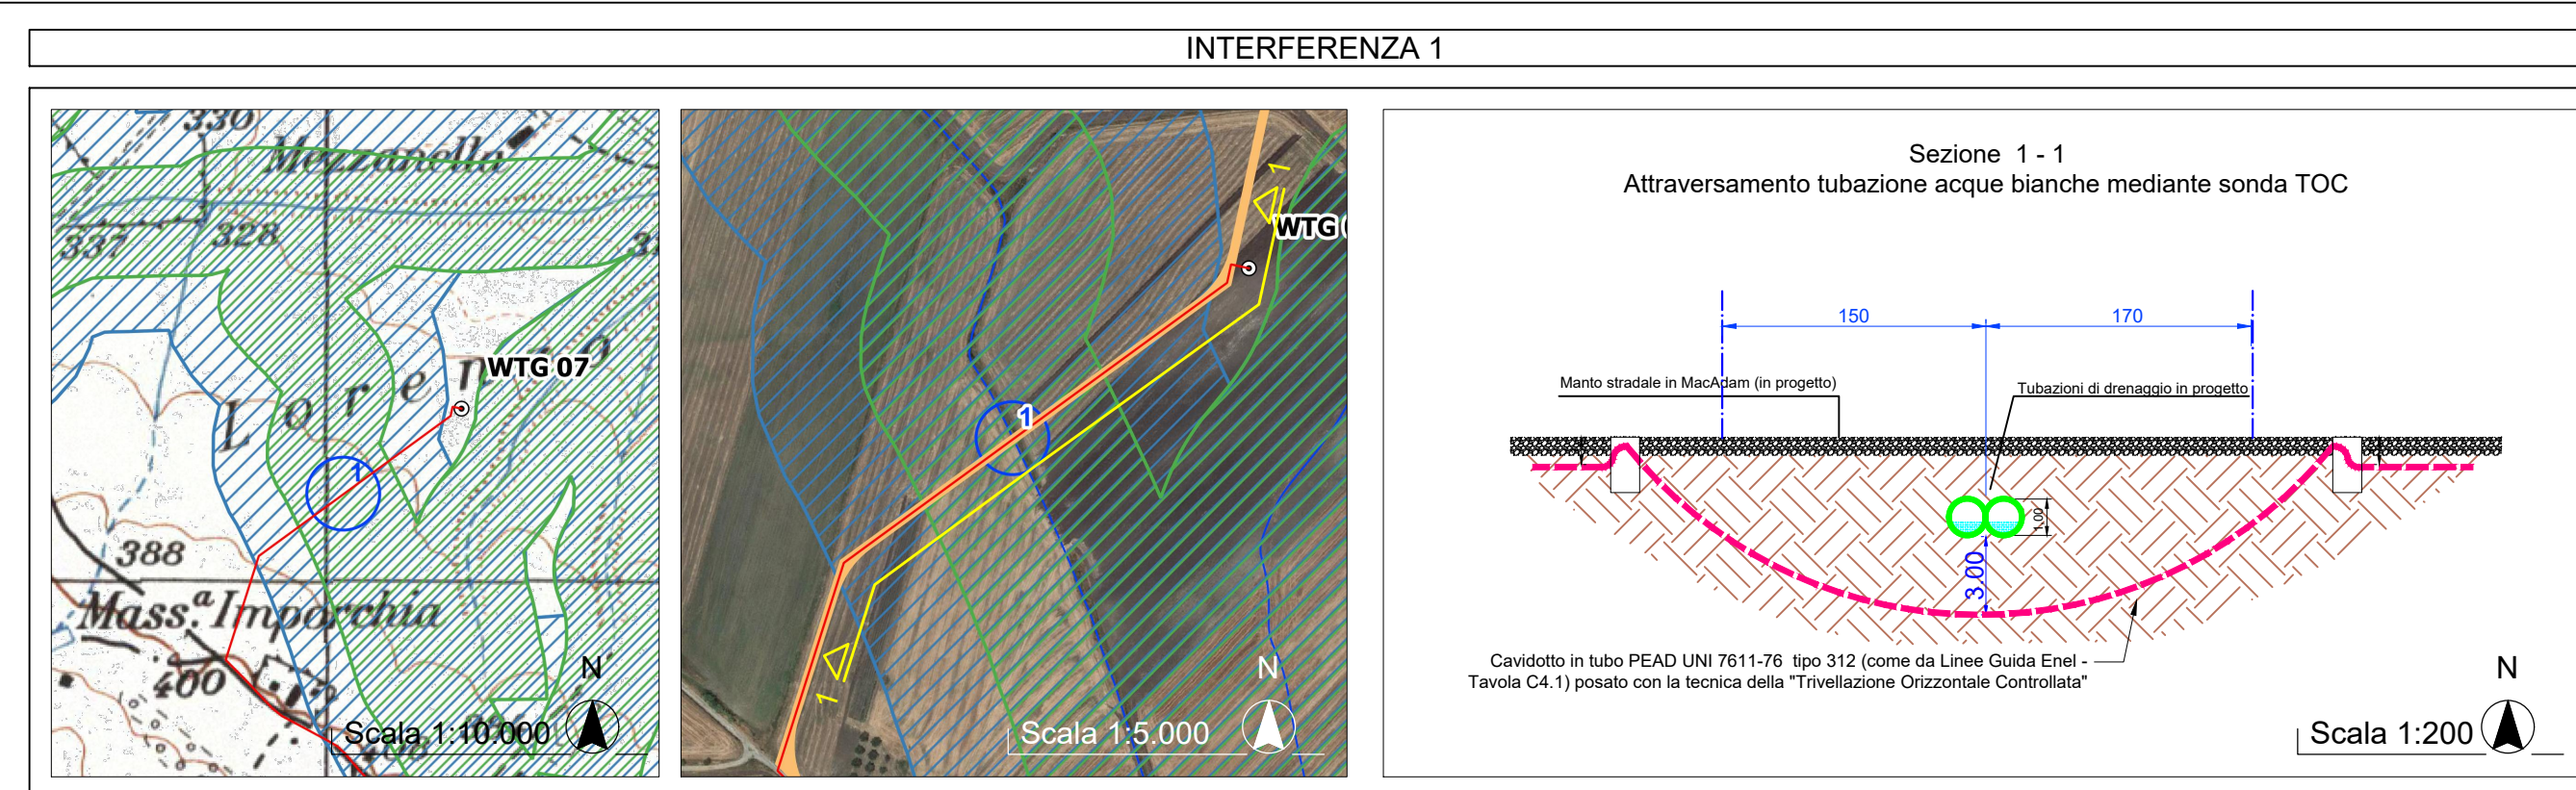 INTERFERENZA 1
330
Mezzanella
337
328
WTG 07
L o r e n
1
388
Mass.ª Imporchia
400
N
Scala 1:10.000
1
WTG
1
1
N
Scala 1:5.000
Sezione 1 - 1
Attraversamento tubazione acque bianche mediante sonda TOC
150
170
Manto stradale in MacAdam (in progetto)
Tubazioni di drenaggio in progetto
1,00
3.00
Cavidotto in tubo PEAD UNI 7611-76 tipo 312 (come da Linee Guida Enel -
Tavola C4.1) posato con la tecnica della "Trivellazione Orizzontale Controllata"
N
Scala 1:200